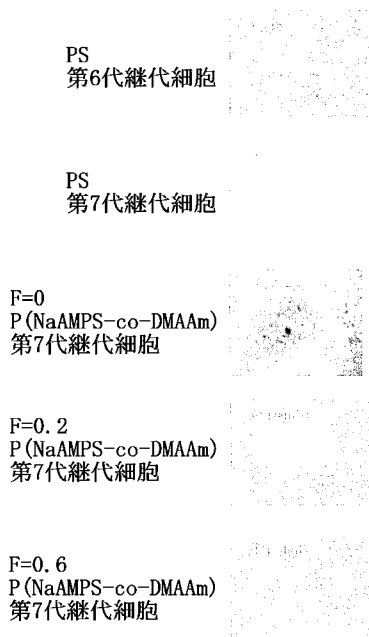 PS
第6代継代細胞
PS
第7代継代細胞
F=0
P(NaAMPS-co-DMAAm)
第7代継代細胞
F=0.2
P(NaAMPS-co-DMAAm)
第7代継代細胞
F=0.6
P(NaAMPS-co-DMAAm)
第7代継代細胞